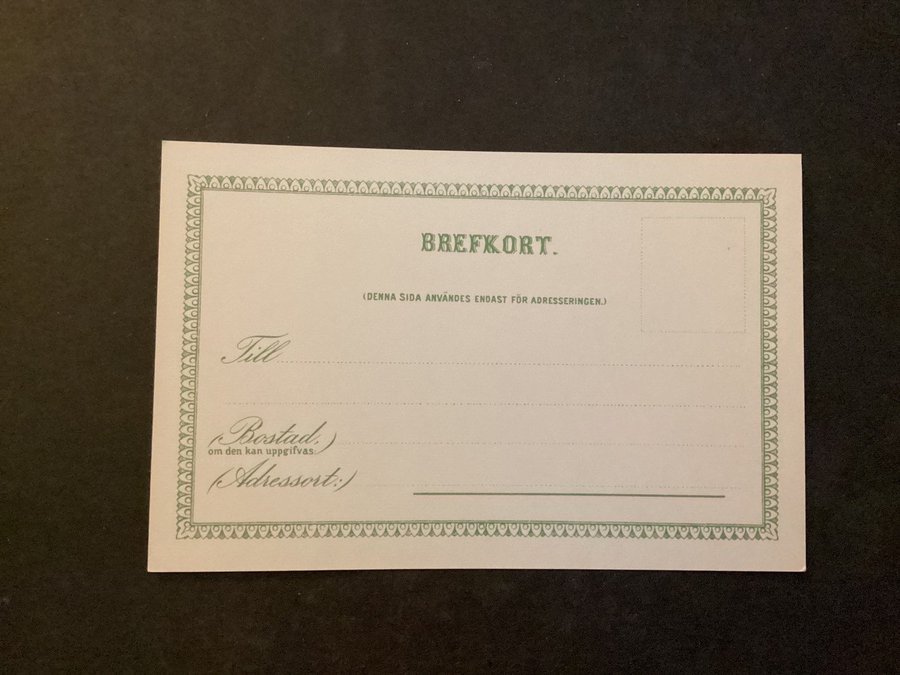 BREFKORT.
(DENNA SIDA ANVÄNDES ENDAST FÖR ADRESSERINGEN.)
Till
(Bostad,)
om den kan uppgifvas.
(Adressort:)